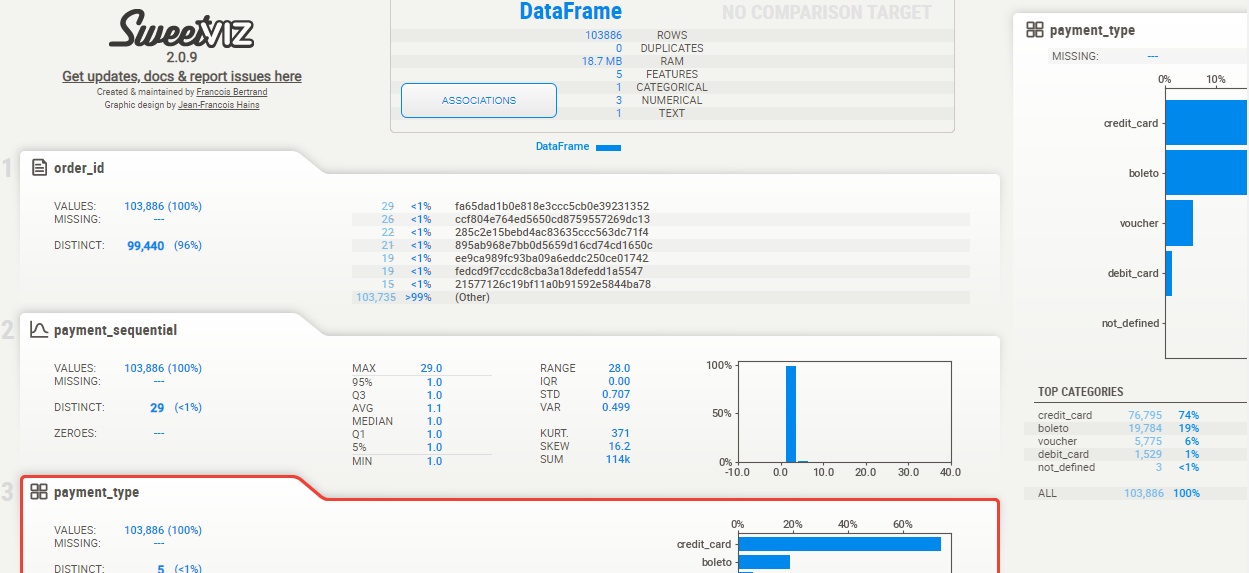 SweetVIZ
2.0.9
Get updates, docs & report issues here
Created & maintained by Francois Bertrand
Graphic design by Jean-Francois Hains
DataFrame
NO COMPARISON TARGET
103886 ROWS
0 DUPLICATES
18.7 MB RAM
5 FEATURES
1 CATEGORICAL
3 NUMERICAL
1 TEXT
ASSOCIATIONS
DataFrame
1
order_id
VALUES: 103,886 (100%)
MISSING: ---
DISTINCT: 99,440 (96%)
29 <1% fa65dad1b0e818e3ccc5cb0e39231352
26 <1% ccf804e764ed5650cd8759557269dc13
22 <1% 285c2e15bebd4ac83635ccc563dc71f4
21 <1% 895ab968e7bb0d5659d16cd74cd1650c
19 <1% ee9ca989fc93ba09a6eddc250ce01742
19 <1% fedcd9f7ccdc8cba3a18defedd1a5547
15 <1% 21577126c19bf11a0b91592e5844ba78
103,735 >99% (Other)
2
payment_sequential
VALUES: 103,886 (100%)
MISSING: ---
DISTINCT: 29 (<1%)
ZEROES: ---
MAX 29.0
95% 1.0
Q3 1.0
AVG 1.1
MEDIAN 1.0
Q1 1.0
5% 1.0
MIN 1.0
RANGE 28.0
IQR 0.00
STD 0.707
VAR 0.499
KURT. 371
SKEW 16.2
SUM 114k
100%
50%
0%
-10.0 0.0 10.0 20.0 30.0 40.0
3
payment_type
VALUES: 103,886 (100%)
MISSING: ---
DISTINCT: 5 (<1%)
0% 20% 40% 60%
credit_card
boleto
payment_type
MISSING: ---
0% 10%
credit_card
boleto
voucher
debit_card
not_defined
TOP CATEGORIES
credit_card 76,795 74%
boleto 19,784 19%
voucher 5,775 6%
debit_card 1,529 1%
not_defined 3 <1%
ALL 103,886 100%